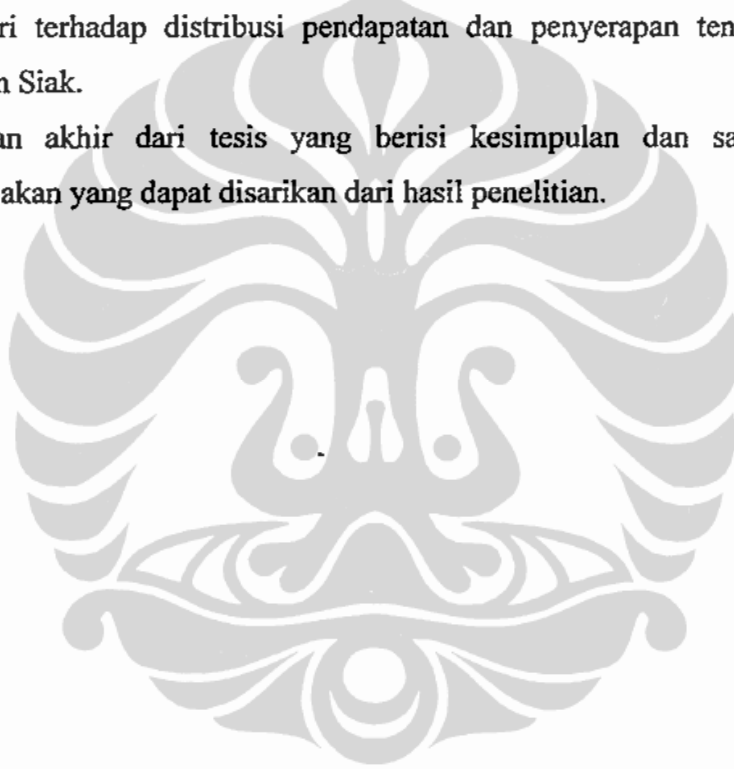 ri terhadap distribusi pendapatan dan penyerapan ten
n Siak.
an akhir dari tesis yang berisi kesimpulan dan sa
akan yang dapat disarikan dari hasil penelitian.